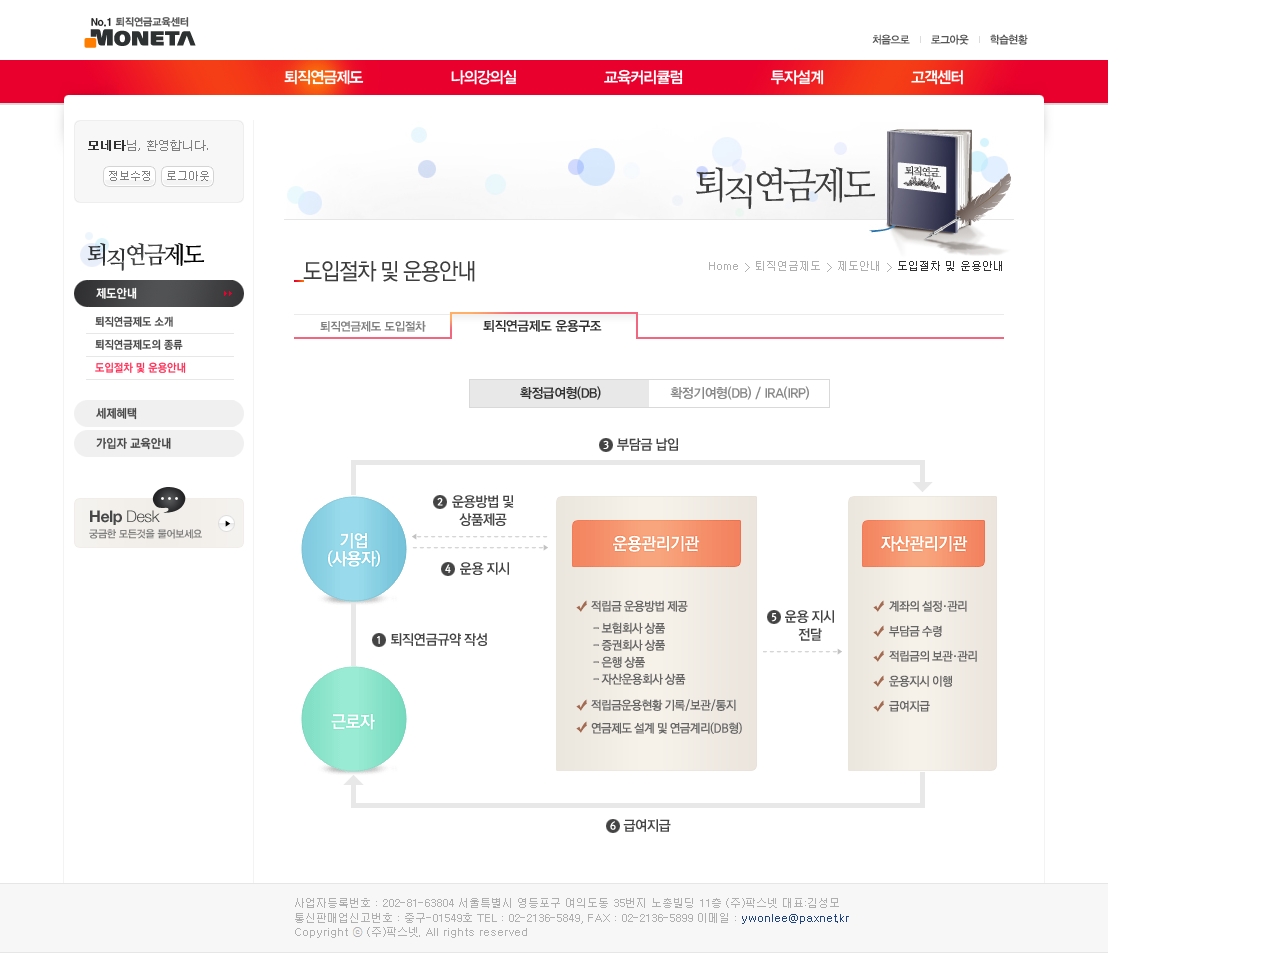 No.1 퇴직연금교육센터
MONETA
처음으로 로그아웃 학습현황
퇴직연금제도 나의강의실 교육커리큘럼 투자설계 고객센터
모네타님, 환영합니다.
정보수정 로그아웃
퇴직연금제도
제도안내
퇴직연금제도 소개
퇴직연금제도의 종류
도입절차 및 운용안내
세제혜택
가입자 교육안내
Help Desk
궁금한 모든것을 물어보세요
퇴직연금제도
퇴직연금
도입절차 및 운용안내
Home > 퇴직연금제도 > 제도안내 > 도입절차 및 운용안내
퇴직연금제도 도입절차 퇴직연금제도 운용구조
확정급여형(DB) 확정기여형(DB) / IRA(IRP)
3 부담금 납입
2 운용방법 및
상품제공
4 운용 지시
기업
(사용자)
1 퇴직연금규약 작성
근로자
운용관리기관
적립금 운용방법 제공
- 보험회사 상품
- 증권회사 상품
- 은행 상품
- 자산운용회사 상품
적립금운용현황 기록/보관/통지
연금제도 설계 및 연금계리(DB형)
5 운용 지시
전달
자산관리기관
계좌의 설정·관리
부담금 수령
적립금의 보관·관리
운용지시 이행
급여지급
6 급여지급
사업자등록번호 : 202-81-63804 서울특별시 영등포구 여의도동 35번지 노총빌딩 11층 (주)팍스넷 대표:김성모
통신판매업신고번호 : 중구-01549호 TEL : 02-2136-5849, FAX : 02-2136-5899 이메일 : ywonlee@paxnet.kr
Copyright ⓒ (주)팍스넷, All rights reserved